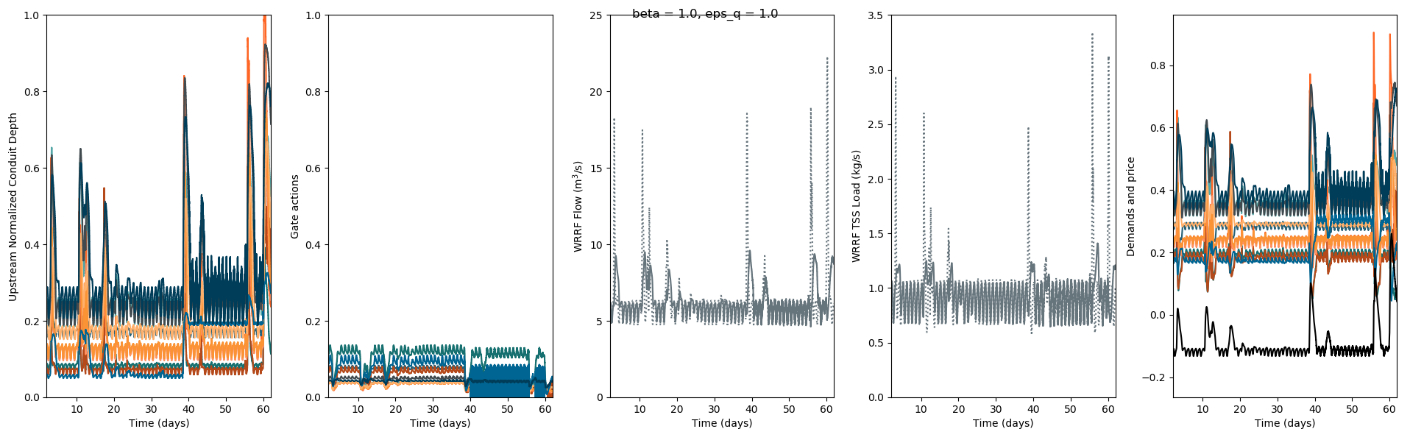 beta = 1.0, eps_q = 1.0
Upstream Normalized Conduit Depth
1.0
0.8
0.6
0.4
0.2
0.0
10 20 30 40 50 60
Time (days)
Gate actions
1.0
0.8
0.6
0.4
0.2
0.0
10 20 30 40 50 60
Time (days)
WRRF Flow (m³/s)
25
20
15
10
5
0
10 20 30 40 50 60
Time (days)
WRRF TSS Load (kg/s)
3.5
3.0
2.5
2.0
1.5
1.0
0.5
0.0
10 20 30 40 50 60
Time (days)
Demands and price
0.8
0.6
0.4
0.2
0.0
−0.2
10 20 30 40 50 60
Time (days)